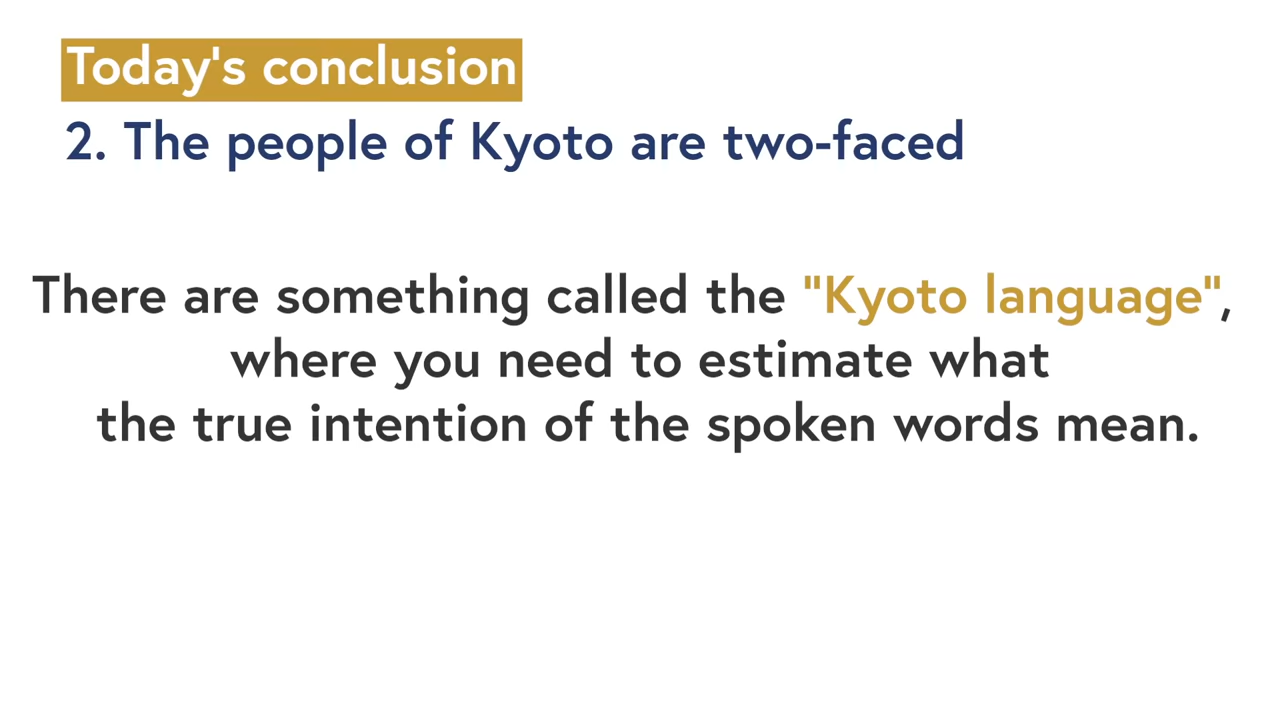 Today's conclusion
2. The people of Kyoto are two-faced
There are something called the "Kyoto language",
where you need to estimate what
the true intention of the spoken words mean.